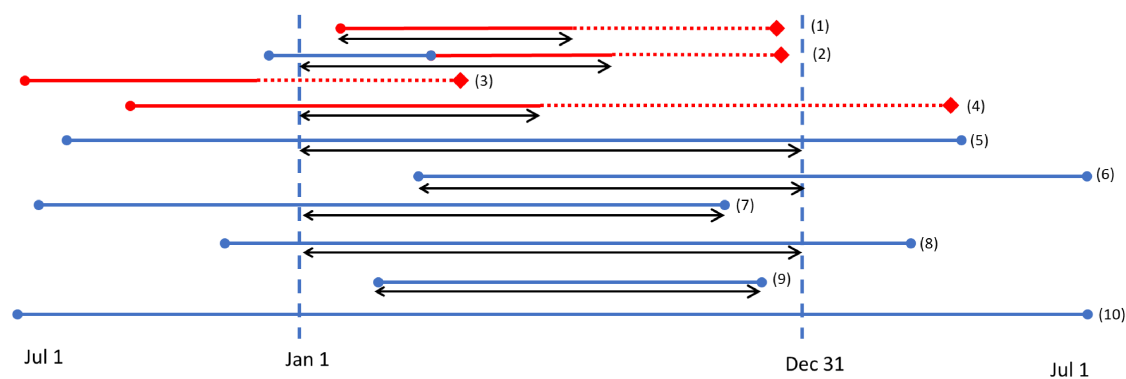 (1)
(2)
(3)
(4)
(5)
(6)
(7)
(8)
(9)
(10)
Jul 1
Jan 1
Dec 31
Jul 1